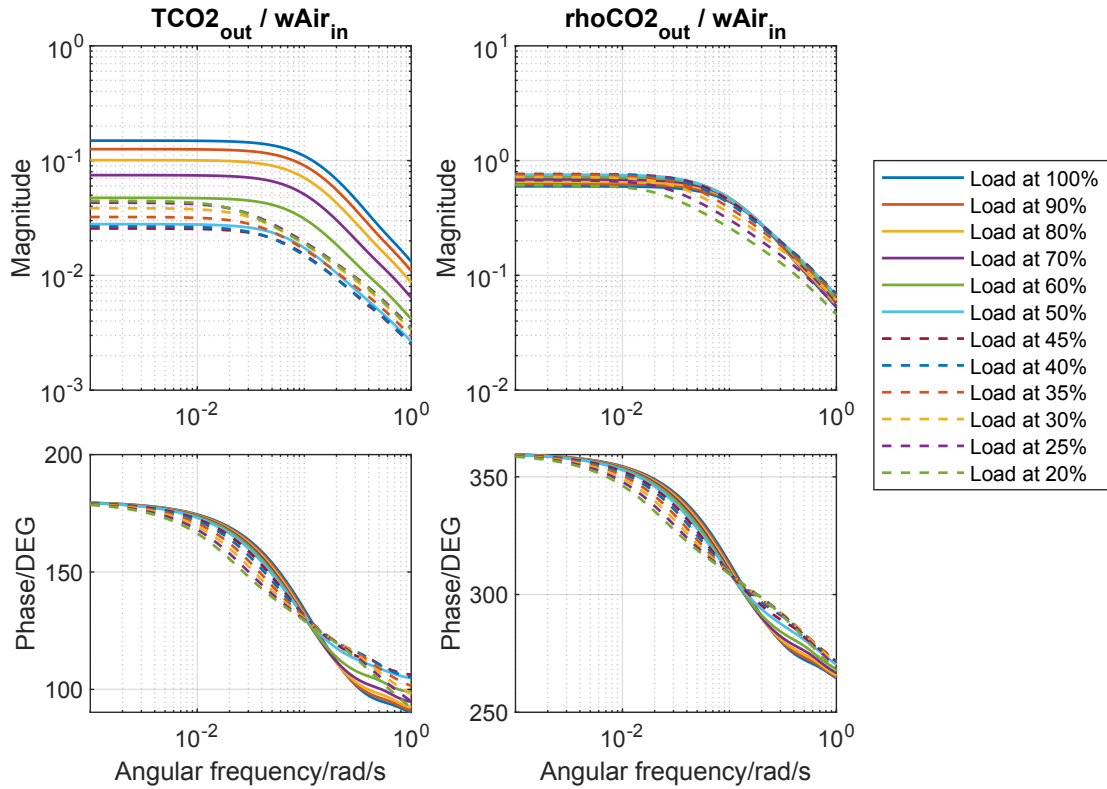 TCO2out / wAirin
rhoCO2out / wAirin
10^0
10^-1
10^-2
10^-3
Magnitude
10^-2
10^0
10^1
10^0
10^-1
10^-2
Magnitude
10^-2
10^0
200
150
100
Phase/DEG
10^-2
10^0
Angular frequency/rad/s
350
300
250
Phase/DEG
10^-2
10^0
Angular frequency/rad/s
Load at 100%
Load at 90%
Load at 80%
Load at 70%
Load at 60%
Load at 50%
Load at 45%
Load at 40%
Load at 35%
Load at 30%
Load at 25%
Load at 20%